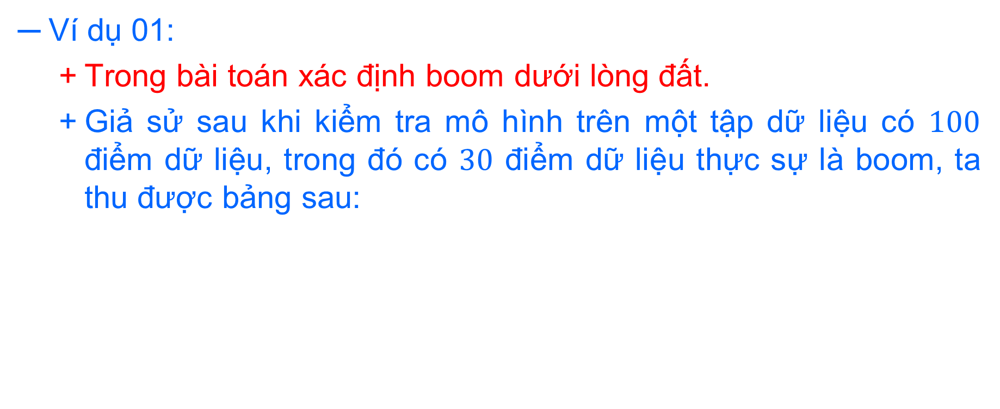 – Ví dụ 01:
+ Trong bài toán xác định boom dưới lòng đất.
+ Giả sử sau khi kiểm tra mô hình trên một tập dữ liệu có 100
điểm dữ liệu, trong đó có 30 điểm dữ liệu thực sự là boom, ta
thu được bảng sau: